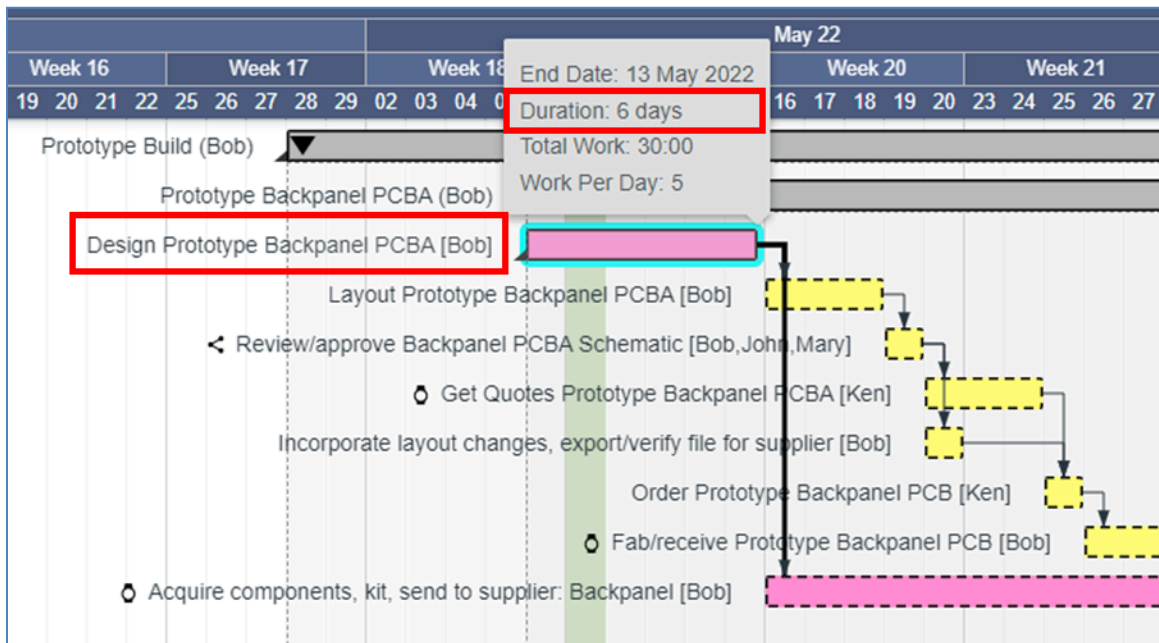 May 22
Week 16 Week 17 Week 18 Week 20 Week 21
19 20 21 22 25 26 27 28 29 02 03 04 16 17 18 19 20 23 24 25 26 27
End Date: 13 May 2022
Duration: 6 days
Total Work: 30:00
Work Per Day: 5
Prototype Build (Bob)
Prototype Backpanel PCBA (Bob)
Design Prototype Backpanel PCBA [Bob]
Layout Prototype Backpanel PCBA [Bob]
Review/approve Backpanel PCBA Schematic [Bob,John,Mary]
Get Quotes Prototype Backpanel PCBA [Ken]
Incorporate layout changes, export/verify file for supplier [Bob]
Order Prototype Backpanel PCB [Ken]
Fab/receive Prototype Backpanel PCB [Bob]
Acquire components, kit, send to supplier: Backpanel [Bob]